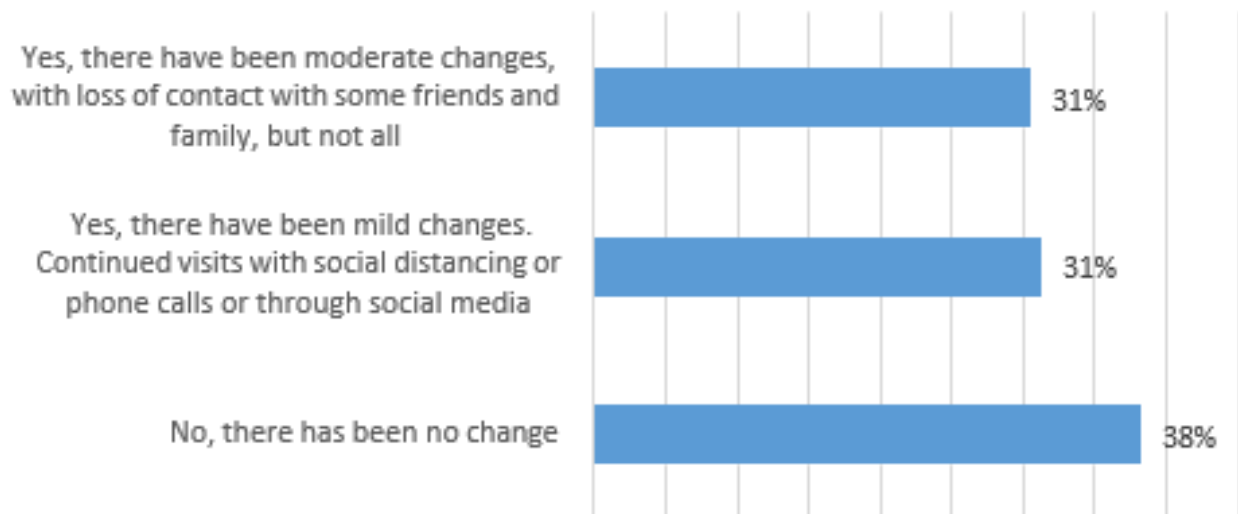 Yes, there have been moderate changes,
with loss of contact with some friends and
family, but not all
31%
Yes, there have been mild changes.
Continued visits with social distancing or
phone calls or through social media
31%
No, there has been no change
38%